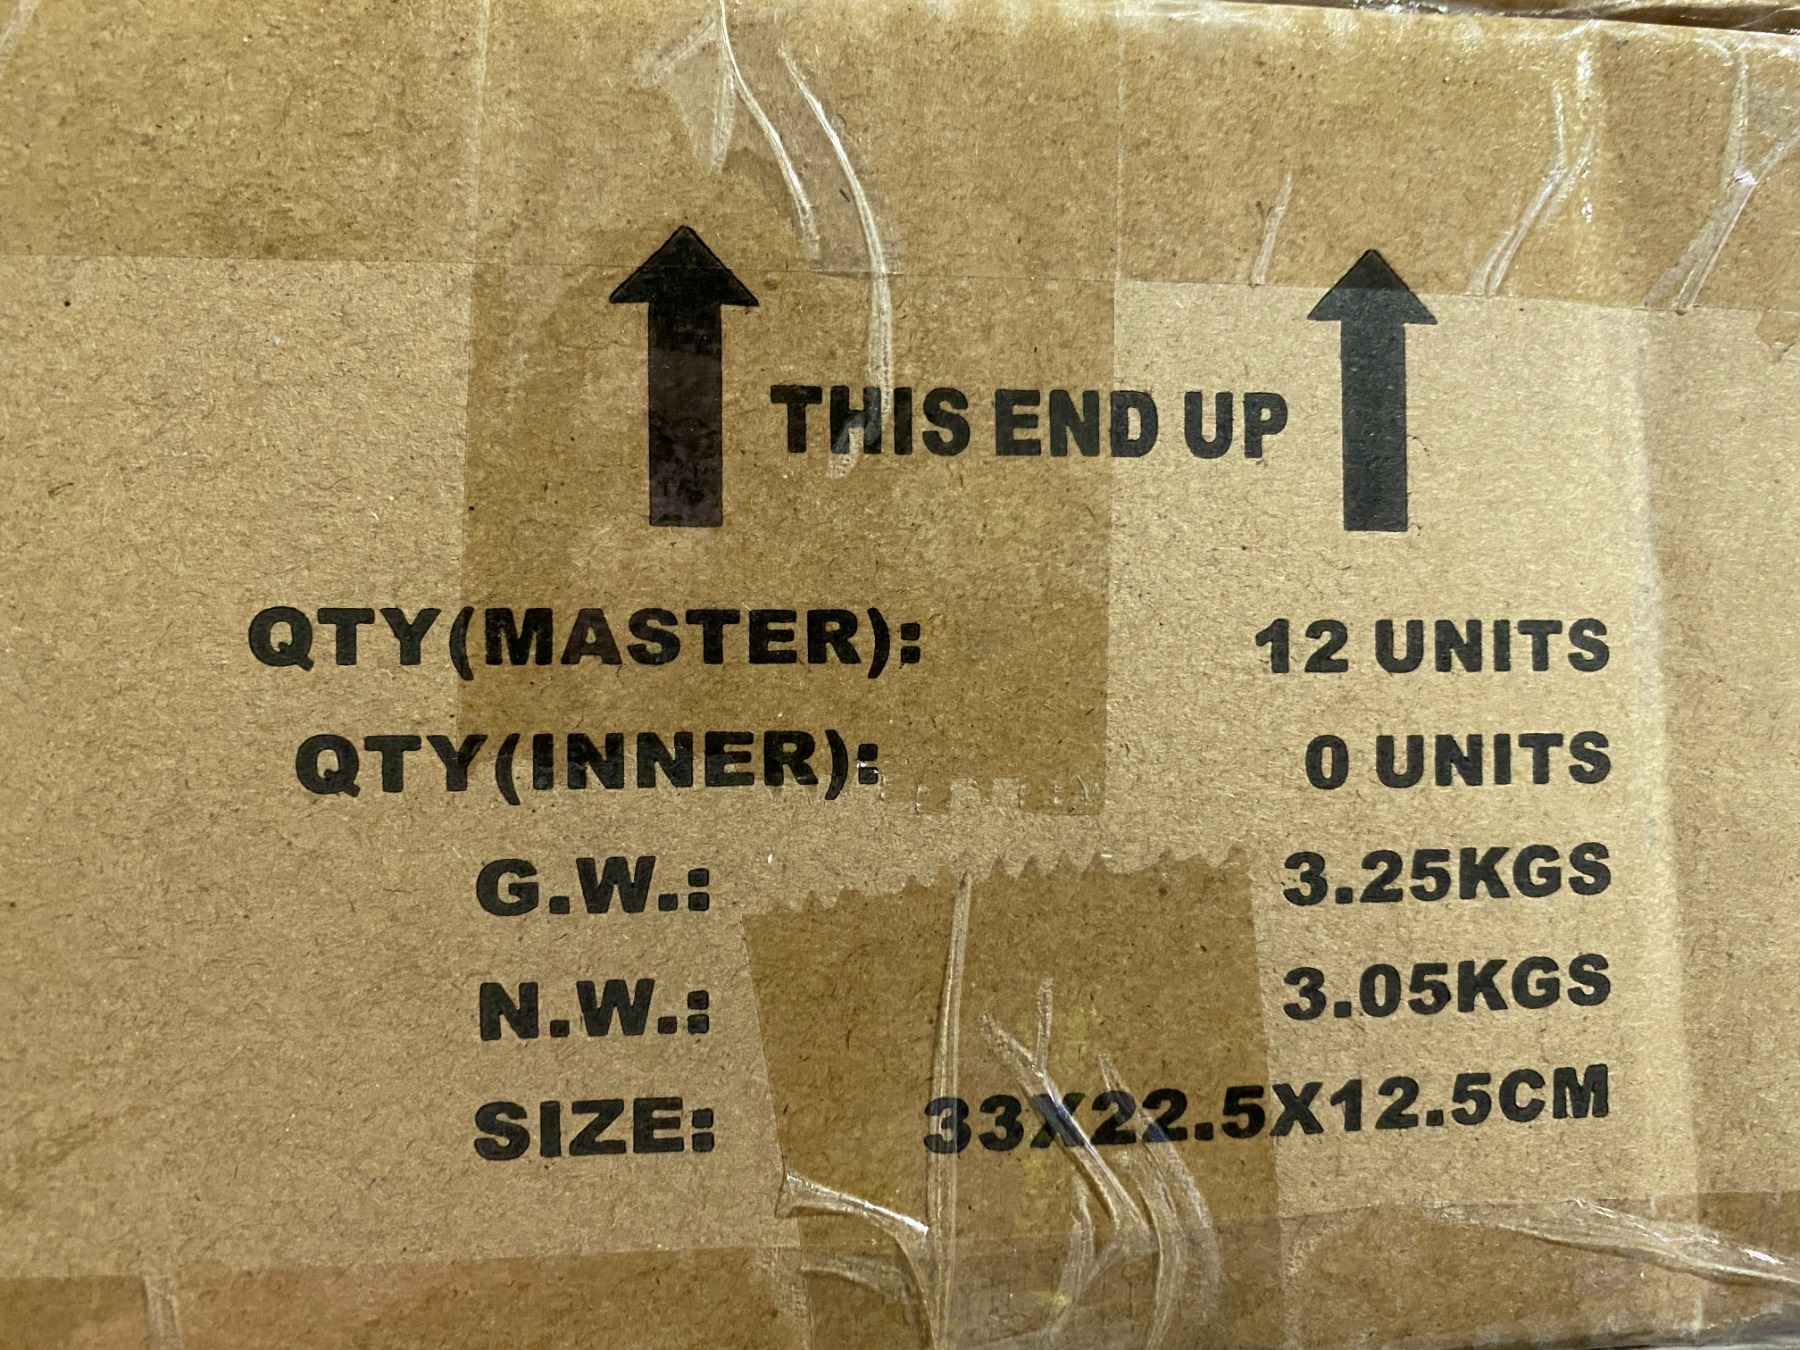 THIS END UP
QTY(MASTER): 12 UNITS
QTY(INNER): 0 UNITS
G.W.: 3.25KGS
N.W.: 3.05KGS
SIZE: 33X22.5X12.5CM